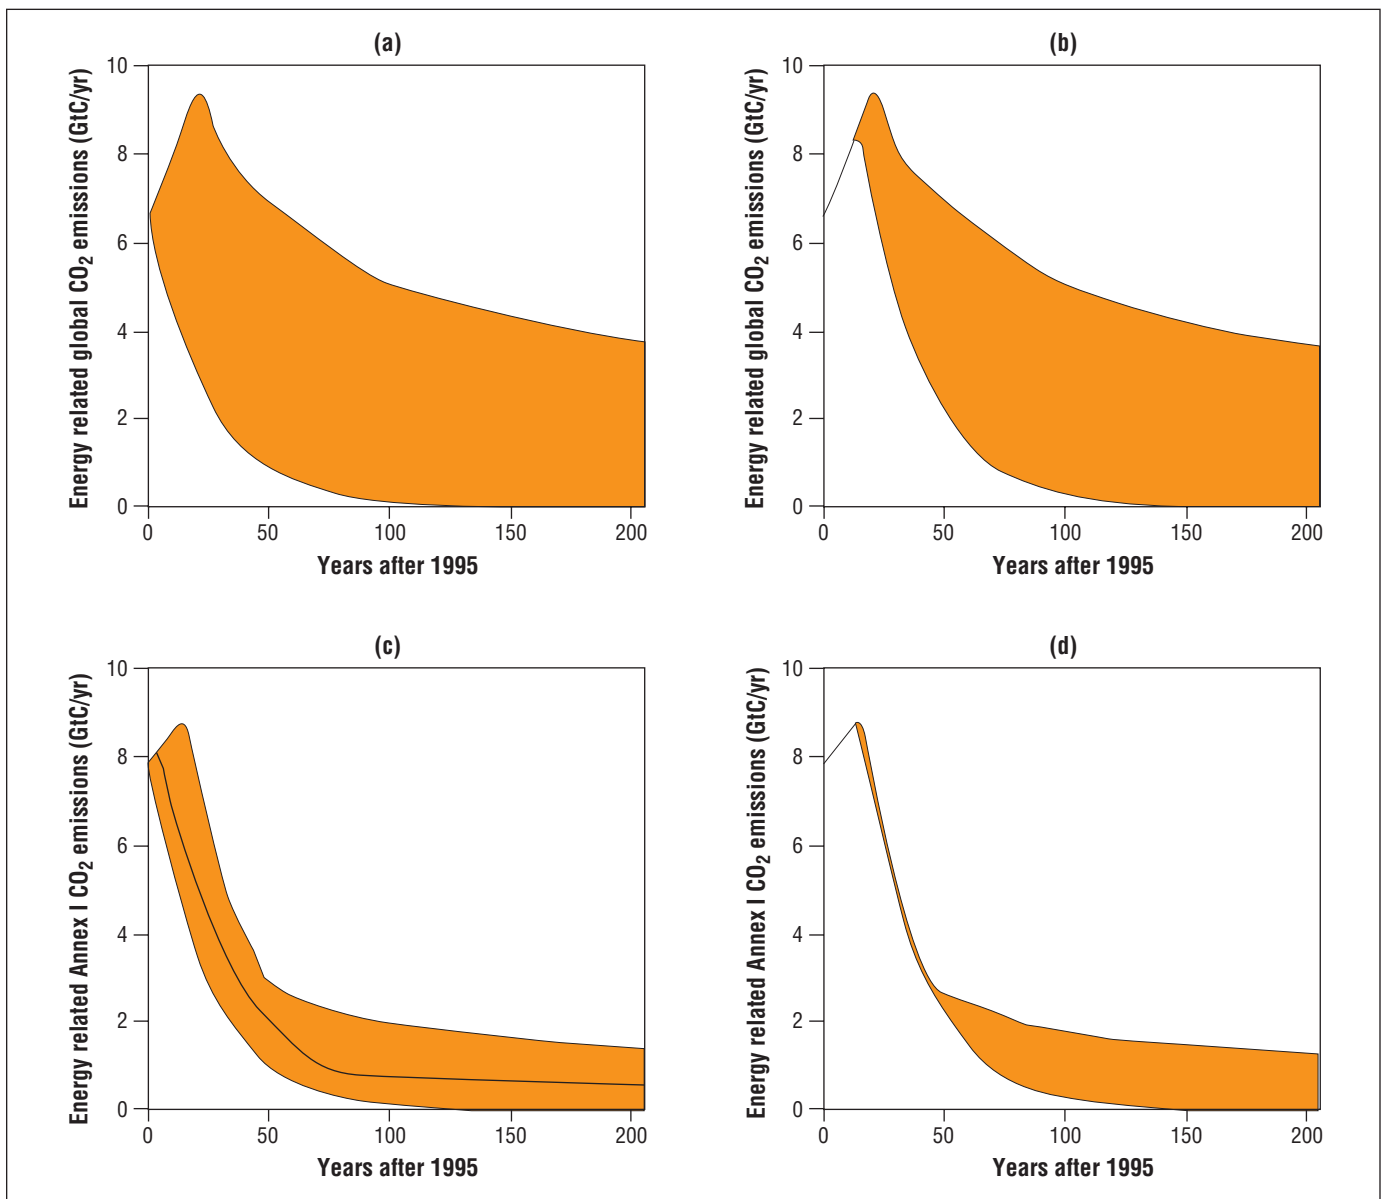 (a)
Energy related global CO2 emissions (GtC/yr)
10
8
6
4
2
0
0 50 100 150 200
Years after 1995
(b)
Energy related global CO2 emissions (GtC/yr)
10
8
6
4
2
0
0 50 100 150 200
Years after 1995
(c)
Energy related Annex I CO2 emissions (GtC/yr)
10
8
6
4
2
0
0 50 100 150 200
Years after 1995
(d)
Energy related Annex I CO2 emissions (GtC/yr)
10
8
6
4
2
0
0 50 100 150 200
Years after 1995